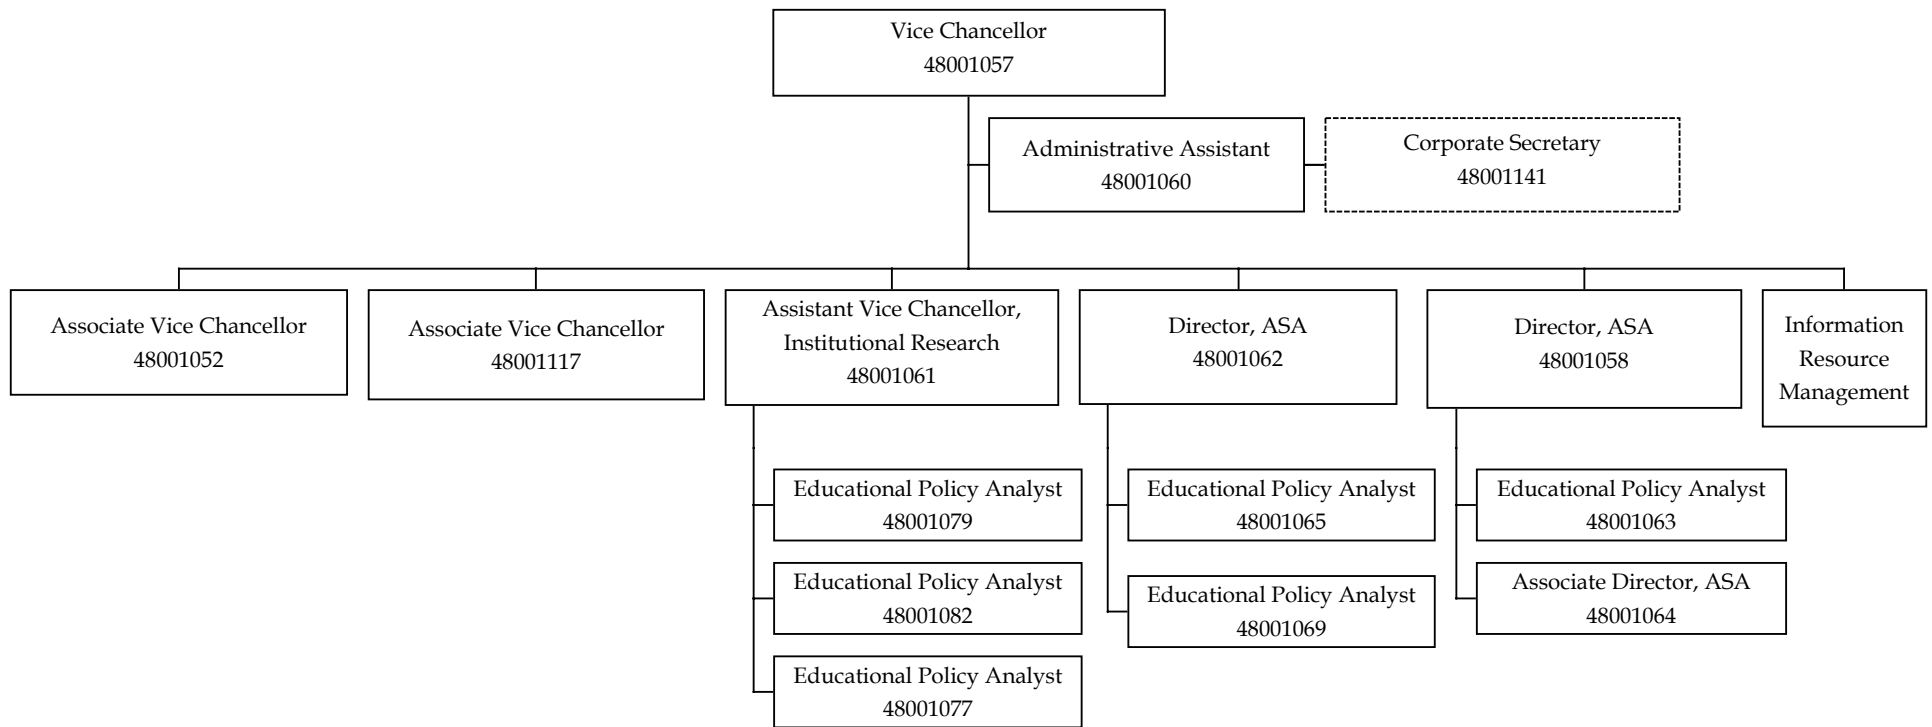 Vice Chancellor
48001057
Administrative Assistant
48001060
Corporate Secretary
48001141
Associate Vice Chancellor
48001052
Associate Vice Chancellor
48001117
Assistant Vice Chancellor,
Institutional Research
48001061
Director, ASA
48001062
Director, ASA
48001058
Information
Resource
Management
Educational Policy Analyst
48001079
Educational Policy Analyst
48001082
Educational Policy Analyst
48001077
Educational Policy Analyst
48001065
Educational Policy Analyst
48001069
Educational Policy Analyst
48001063
Associate Director, ASA
48001064